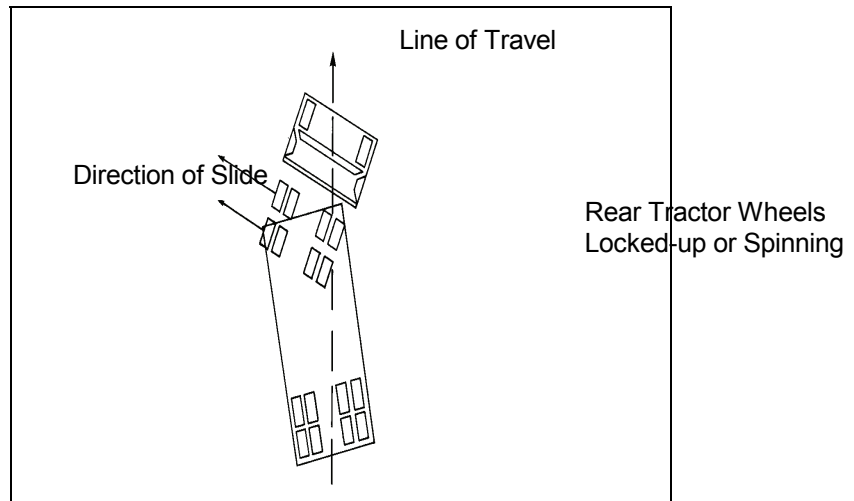 Line of Travel
Direction of Slide
Rear Tractor Wheels
Locked-up or Spinning